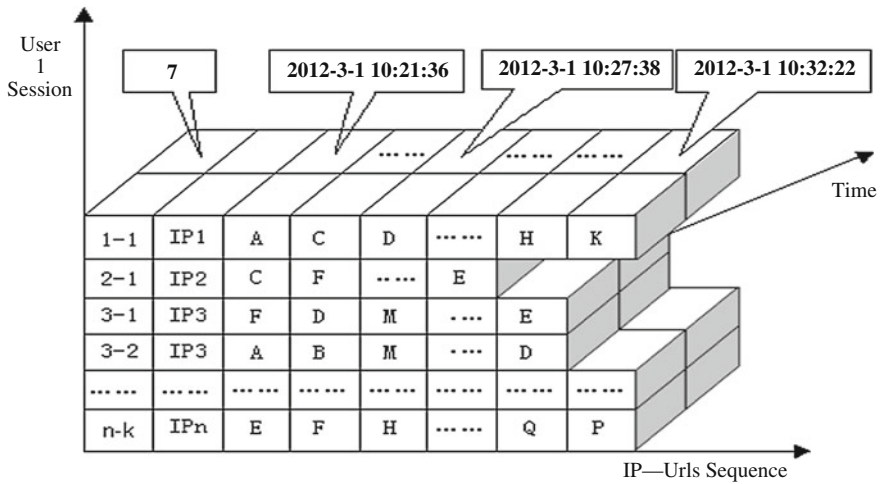 User
1
Session
7
2012-3-1 10:21:36
2012-3-1 10:27:38
2012-3-1 10:32:22
…… …… ……
Time
1-1 IP1 A C D …… H K
2-1 IP2 C F …… E
3-1 IP3 F D M …… E
3-2 IP3 A B M …… D
…… …… …… …… …… …… …… ……
n-k IPn E F H …… Q P
IP—Urls Sequence